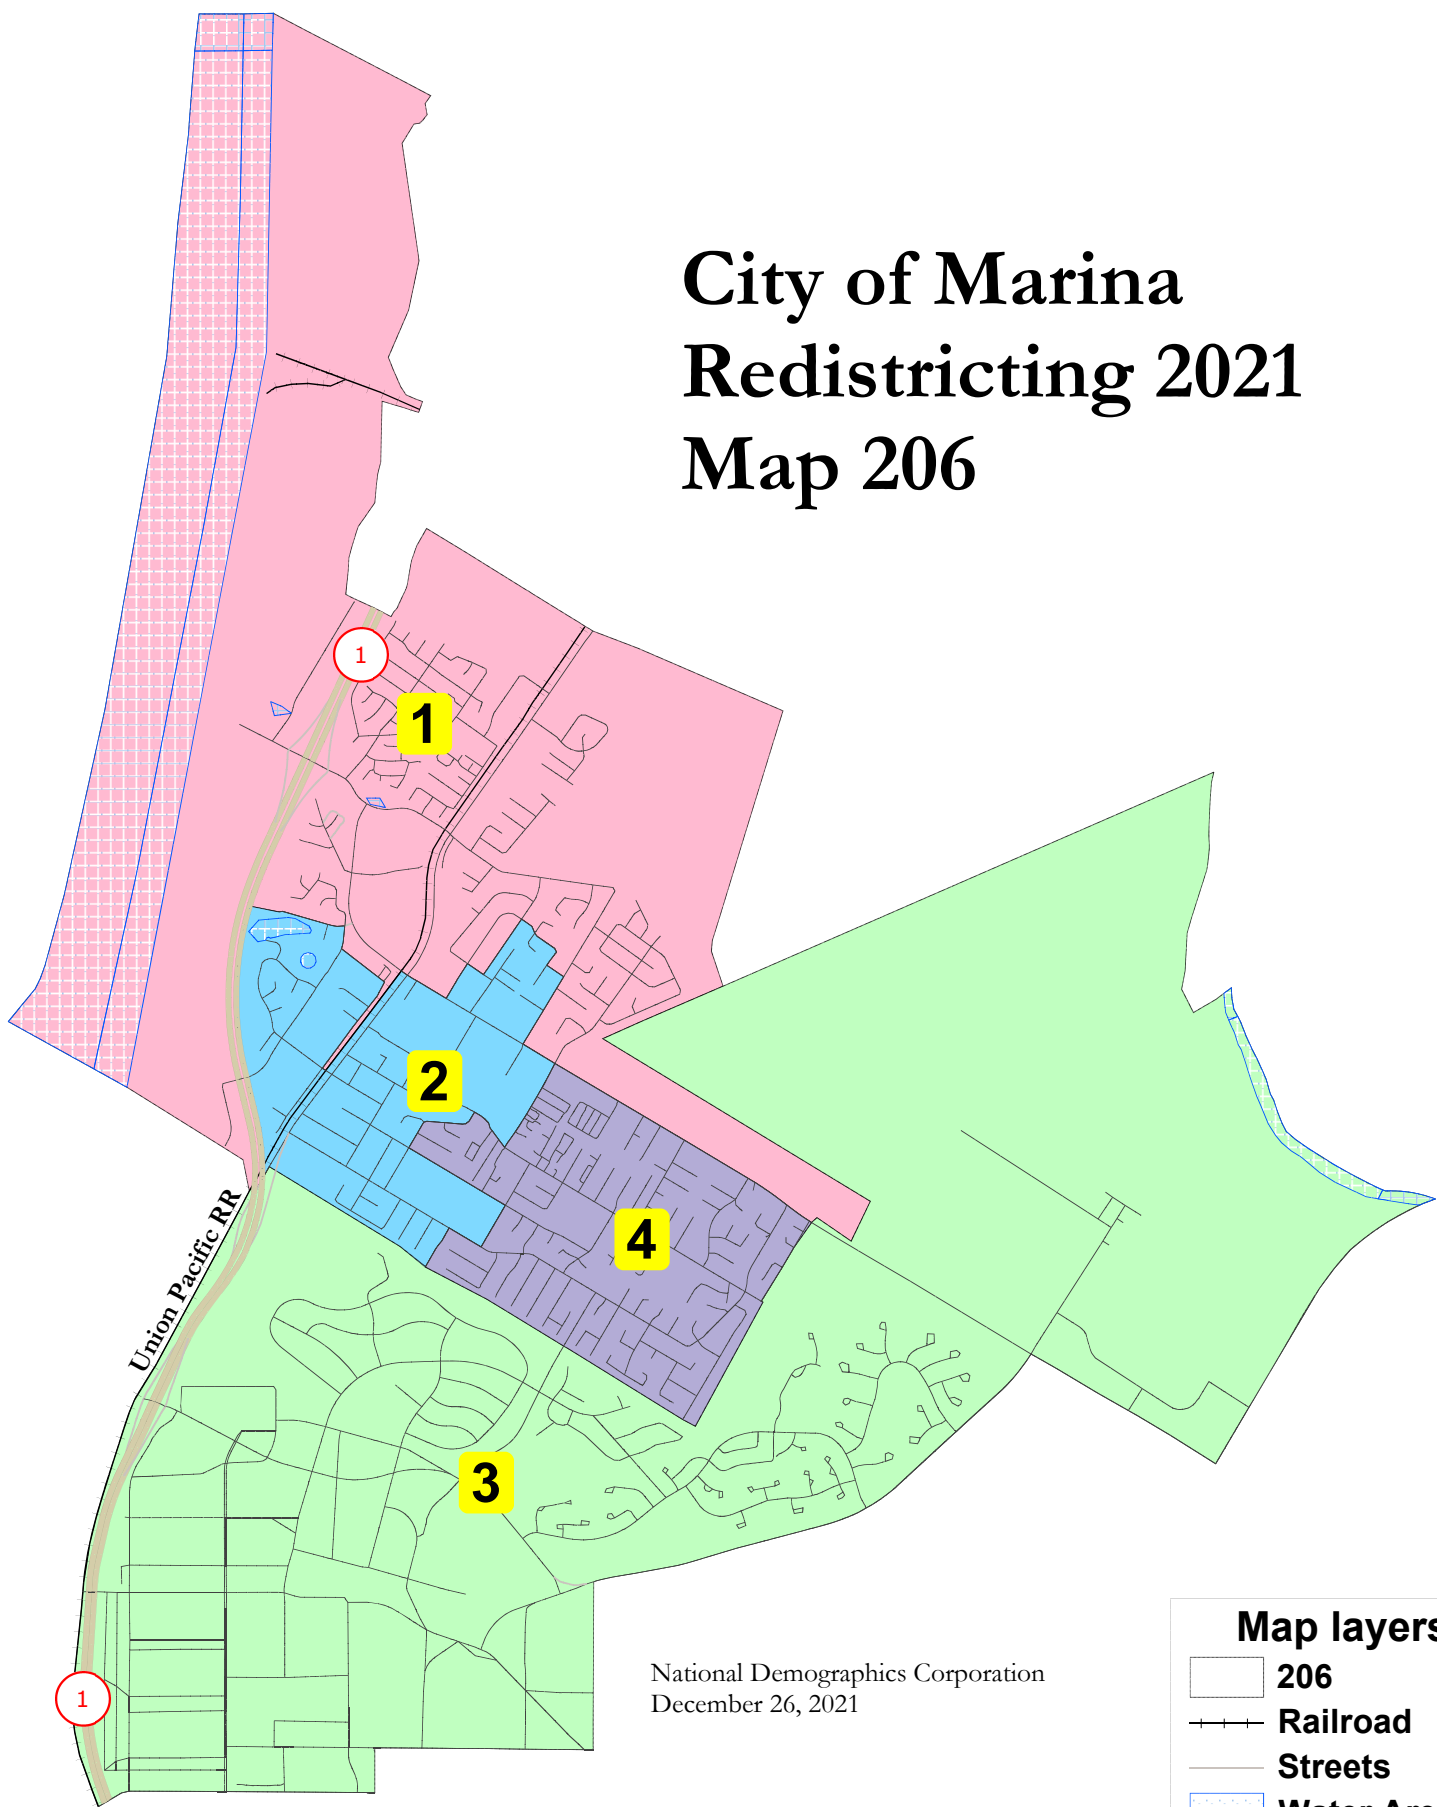 City of Marina
Redistricting 2021
Map 206
1
1
2
4
Union Pacific RR
3
1
National Demographics Corporation
December 26, 2021
Map layers
206
Railroad
Streets
Water